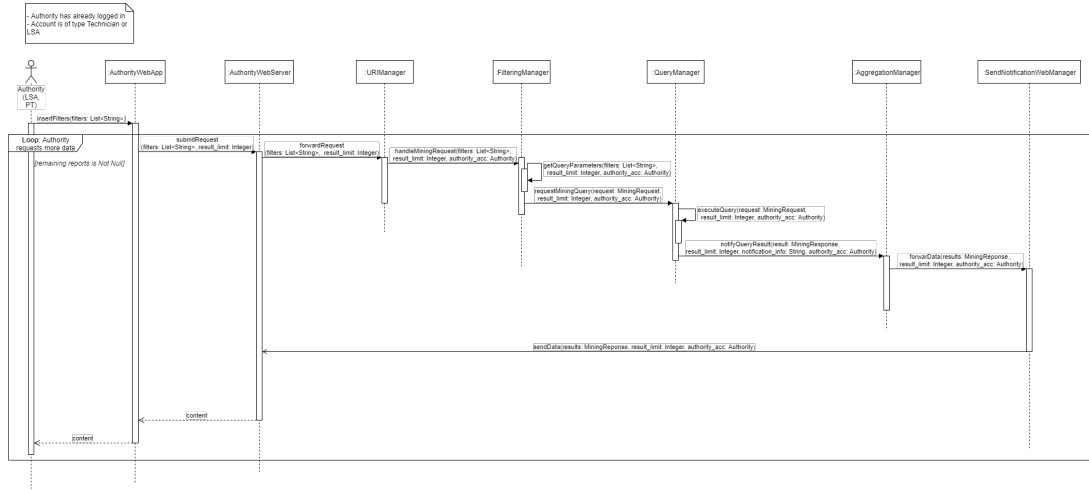 - Authority has already logged in
- Account is of type Technician or
LSA
Authority
(LSA,
PT)
:AuthorityWebApp
:AuthorityWebServer
:URIManager
:FilteringManager
:QueryManager
:AggregationManager
:SendNotificationWebManager
insertFilters(filters: List<String>)
Loop: Authority
requests more data
[remaining reports is Not Null]
submitRequest
(filters: List<String>, result_limit: Integer)
forwardRequest
(filters: List<String>, result_limit: Integer)
handleMiningRequest(filters: List<String>,
result_limit: Integer, authority_acc: Authority)
getQueryParameters(filters: List<String>,
result_limit: Integer, authority_acc: Authority)
requestMiningQuery(request: MiningRequest,
result_limit: Integer, authority_acc: Authority)
executeQuery(request: MiningRequest,
result_limit: Integer, authority_acc: Authority)
notifyQueryResult(result: MiningResponse,
result_limit: Integer, notification_info: String, authority_acc: Authority)
forwarData(results: MiningReponse,,
result_limit: Integer, authority_acc: Authority)
sendData(results: MiningReponse, result_limit: Integer, authority_acc: Authority)
content
content